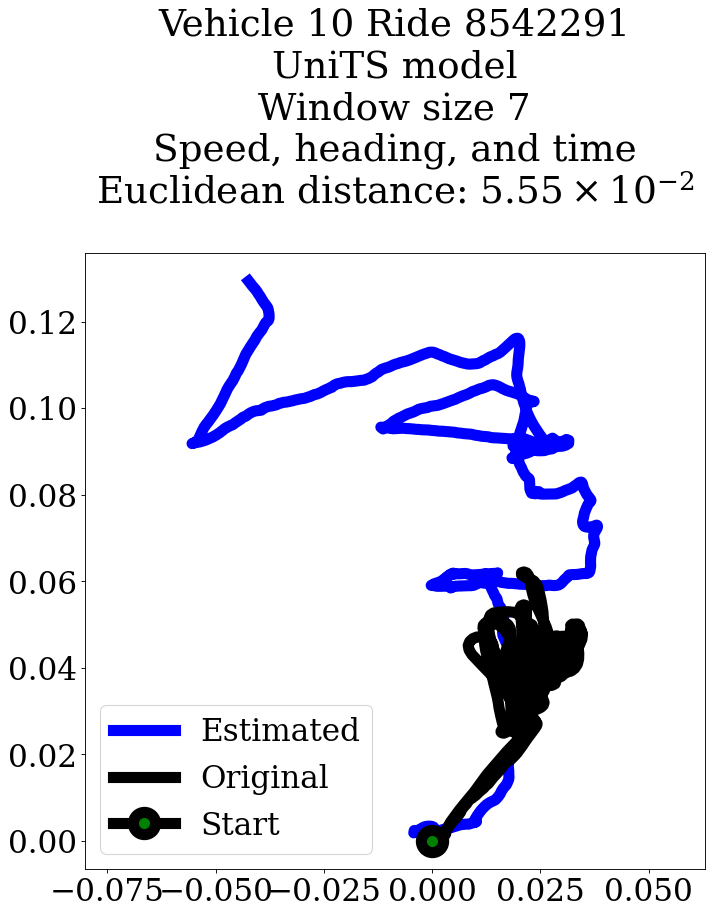 Vehicle 10 Ride 8542291
UniTS model
Window size 7
Speed, heading, and time
Euclidean distance: 5.55 × 10⁻²
0.12
0.10
0.08
0.06
0.04
0.02
0.00
Estimated
Original
Start
−0.075 −0.050 −0.025 0.000 0.025 0.050